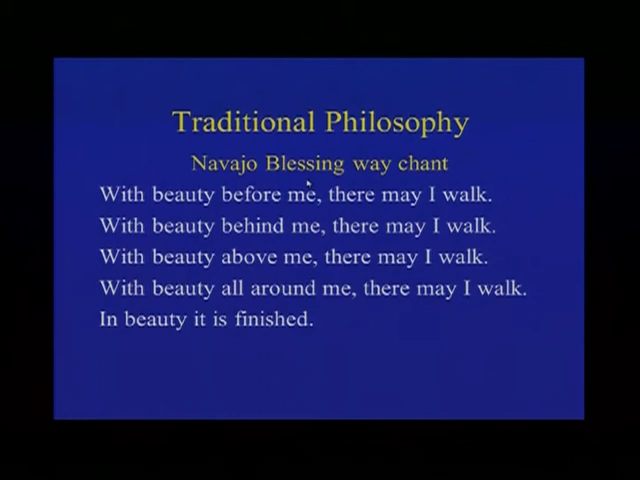 Traditional Philosophy
Navajo Blessing way chant
With beauty before me, there may I walk.
With beauty behind me, there may I walk.
With beauty above me, there may I walk.
With beauty all around me, there may I walk.
In beauty it is finished.